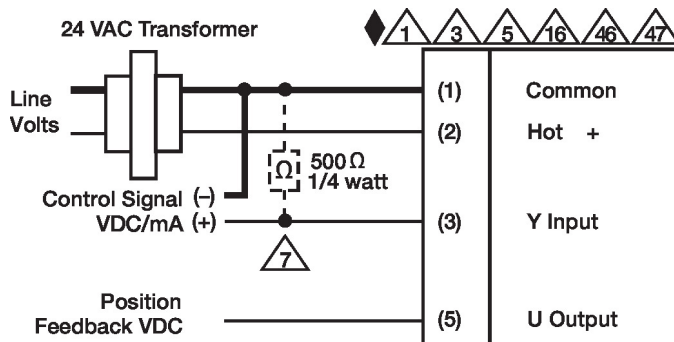 24 VAC Transformer
1 3 5 16 46 47
Line
Volts
(1) Common
(2) Hot +
Ω 500 Ω
1/4 watt
Control Signal (–)
VDC/mA (+)
(3) Y Input
7
Position
Feedback VDC
(5) U Output